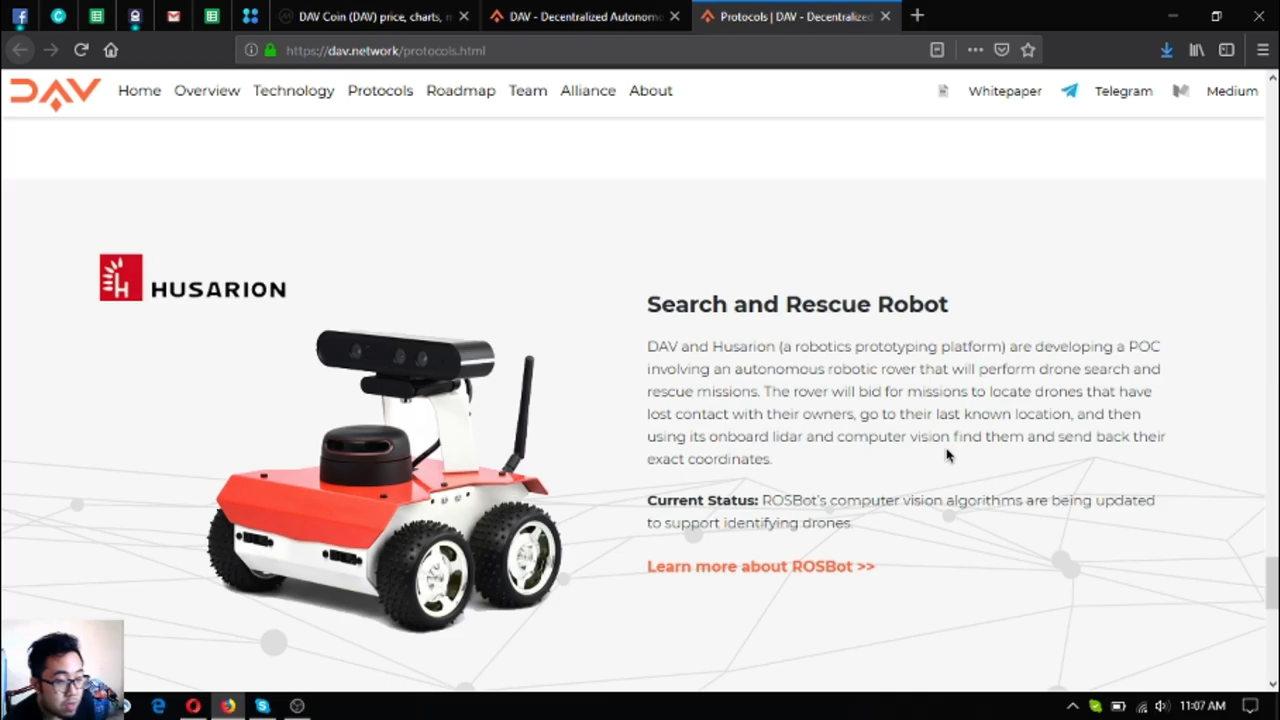 DAV Coin (DAV) price, charts,
DAV - Decentralized Autonomo
Protocols | DAV - Decentralized
https://dav.network/protocols.html
DAV
Home
Overview
Technology
Protocols
Roadmap
Team
Alliance
About
Whitepaper
Telegram
Medium
HUSARION
Search and Rescue Robot
DAV and Husarion (a robotics prototyping platform) are developing a POC
involving an autonomous robotic rover that will perform drone search and
rescue missions. The rover will bid for missions to locate drones that have
lost contact with their owners, go to their last known location, and then
using its onboard lidar and computer vision find them and send back their
exact coordinates.
Current Status: ROSBot's computer vision algorithms are being updated
to support identifying drones.
Learn more about ROSBot >>
11:07 AM